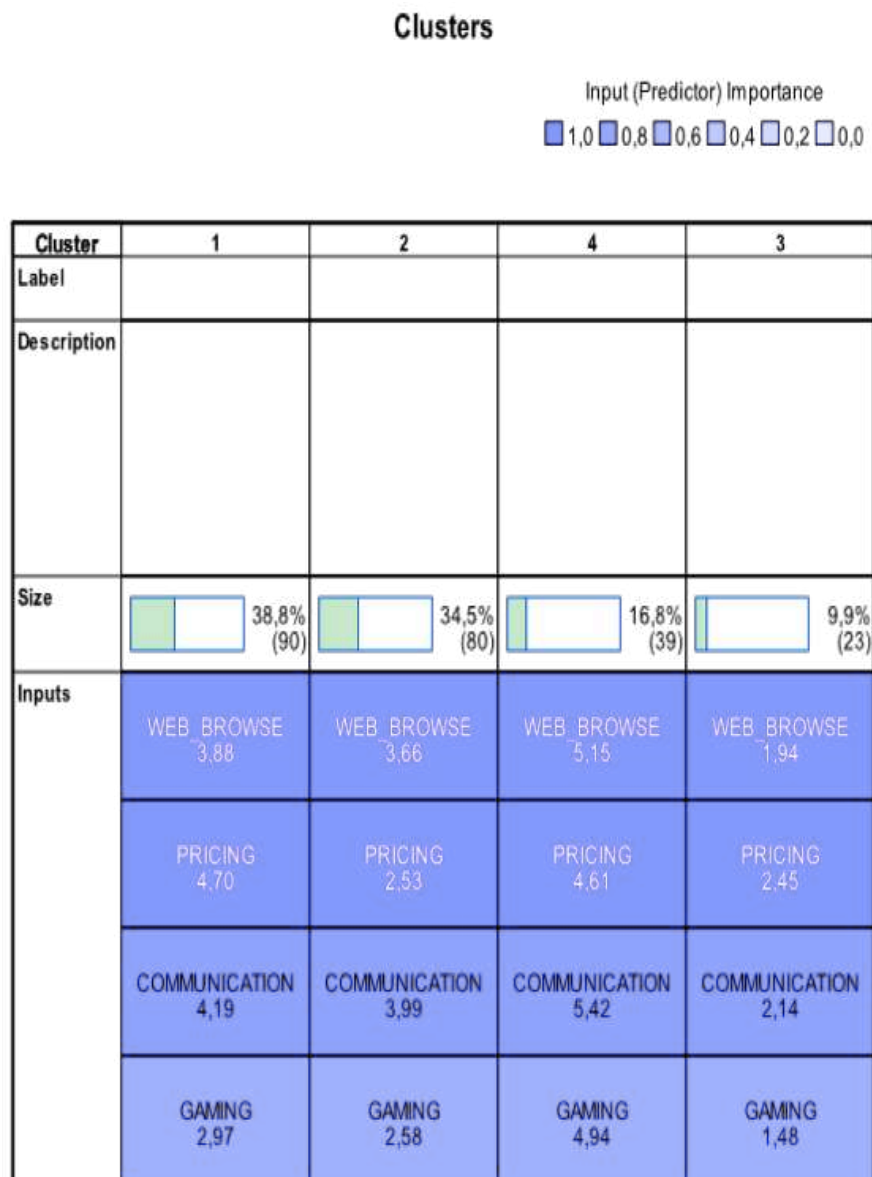 Clusters
Input (Predictor) Importance
1,0 0,8 0,6 0,4 0,2 0,0
Cluster 1 2 4 3
Label
Description
Size 38,8% 34,5% 16,8% 9,9%
(90) (80) (39) (23)
Inputs
WEB_BROWSE WEB_BROWSE WEB_BROWSE WEB_BROWSE
3,88 3,66 5,15 1,94
PRICING PRICING PRICING PRICING
4,70 2,53 4,61 2,45
COMMUNICATION COMMUNICATION COMMUNICATION COMMUNICATION
4,19 3,99 5,42 2,14
GAMING GAMING GAMING GAMING
2,97 2,58 4,94 1,48